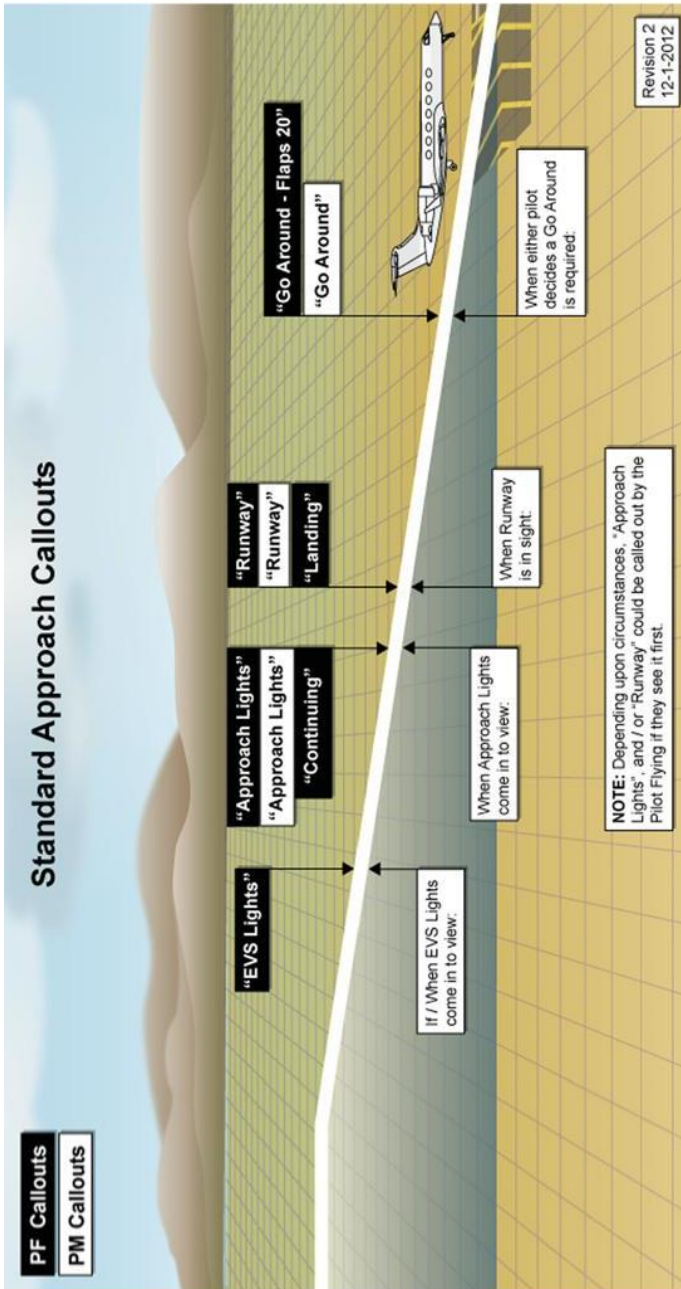 Standard Approach Callouts
PF Callouts
PM Callouts
“EVS Lights”
If / When EVS Lights
come in to view:
“Approach Lights”
“Approach Lights”
“Continuing”
When Approach Lights
come in to view:
“Runway”
“Runway”
“Landing”
When Runway
is in sight:
“Go Around - Flaps 20”
“Go Around”
When either pilot
decides a Go Around
is required:
NOTE: Depending upon circumstances, “Approach
Lights”, and / or “Runway” could be called out by the
Pilot Flying if they see it first.
Revision 2
12-1-2012